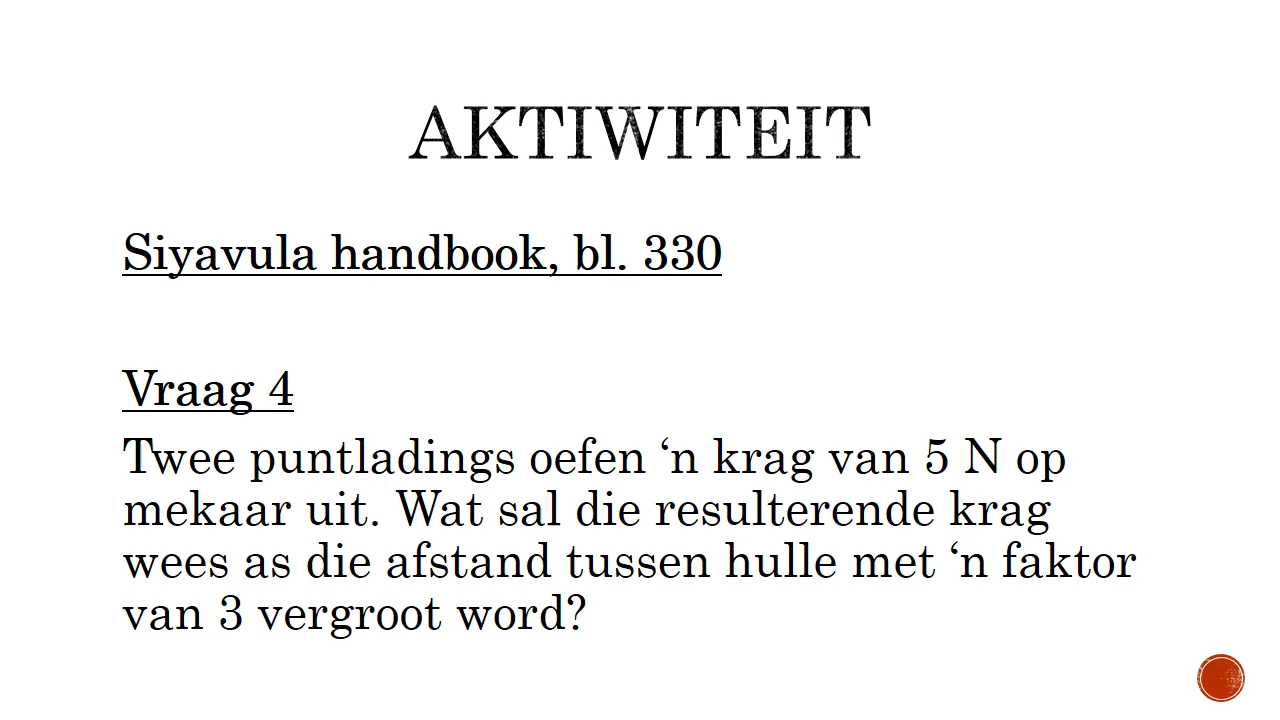 AKTIWITEIT
Siyavula handbook, bl. 330
Vraag 4
Twee puntladings oefen ‘n krag van 5 N op
mekaar uit. Wat sal die resulterende krag
wees as die afstand tussen hulle met ‘n faktor
van 3 vergroot word?